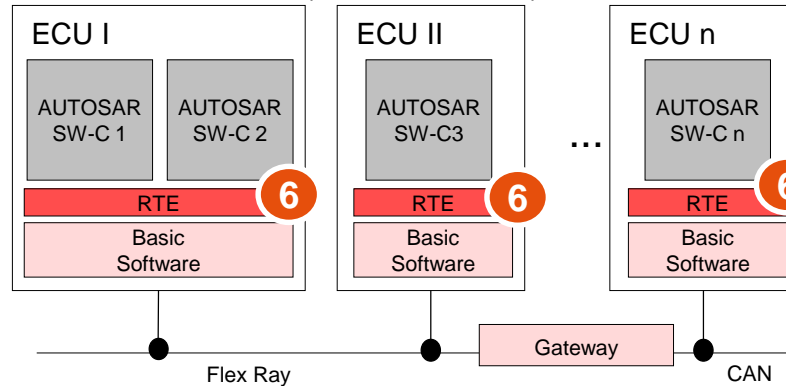 ECU I
ECU II
ECU n
AUTOSAR
SW-C 1
AUTOSAR
SW-C 2
AUTOSAR
SW-C3
...
AUTOSAR
SW-C n
RTE
6
RTE
6
RTE
6
Basic
Software
Basic
Software
Basic
Software
Gateway
Flex Ray
CAN